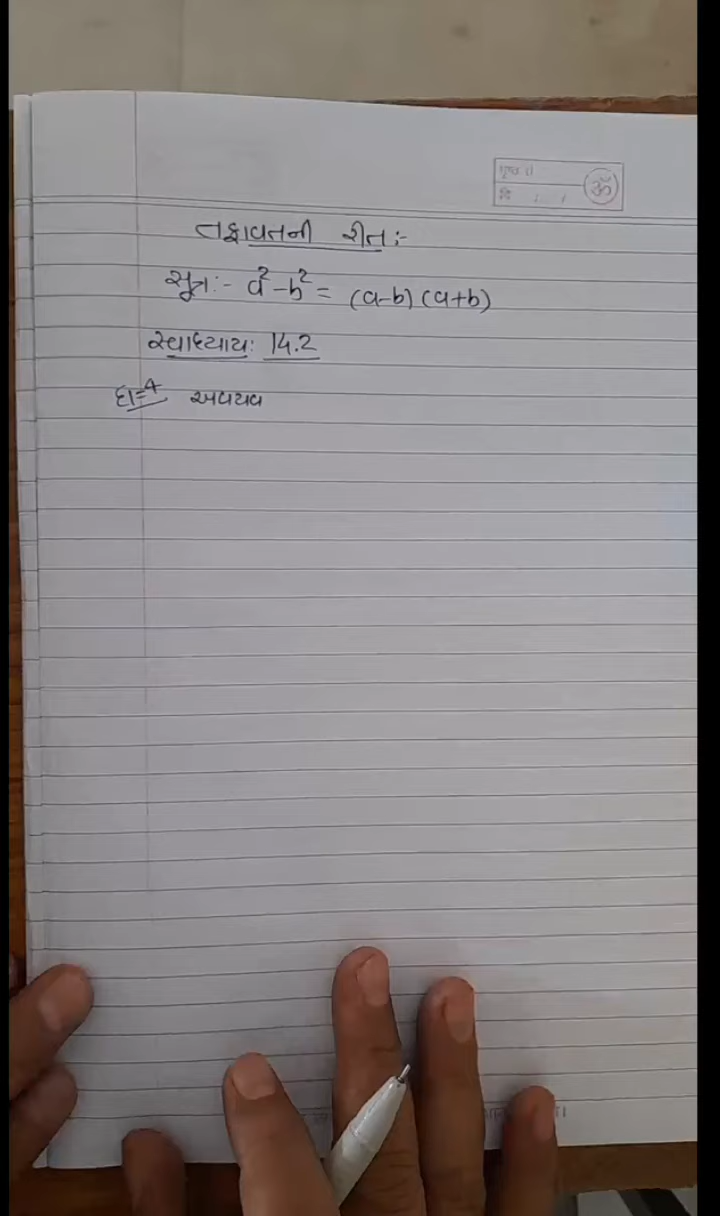 पृष्ठ सं
दि
ॐ
તફાવતની રીત :-
સૂત્ર :- a² - b² = (a-b) (a+b)
સ્વાધ્યાય: 14.2
દા=4 અવયવ